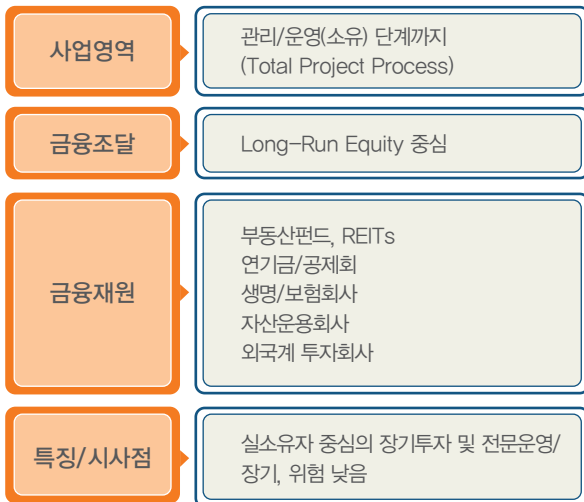 사업영역
관리/운영(소유) 단계까지
(Total Project Process)
금융조달
Long-Run Equity 중심
금융재원
부동산펀드, REITs
연기금/공제회
생명/보험회사
자산운용회사
외국계 투자회사
특징/시사점
실소유자 중심의 장기투자 및 전문운영/
장기, 위험 낮음